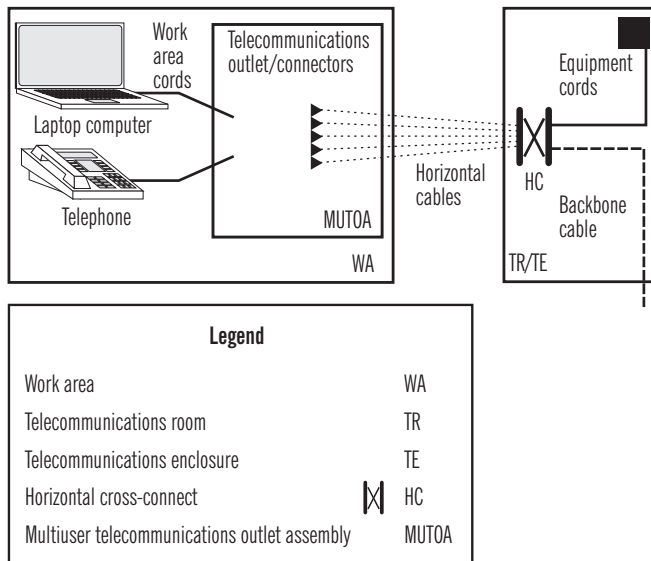 Work
area
cords
Laptop computer
Telephone
Telecommunications
outlet/connectors
MUTOA
WA
Horizontal
cables
Equipment
cords
HC
Backbone
cable
TR/TE
Legend
Work area WA
Telecommunications room TR
Telecommunications enclosure TE
Horizontal cross-connect HC
Multiuser telecommunications outlet assembly MUTOA